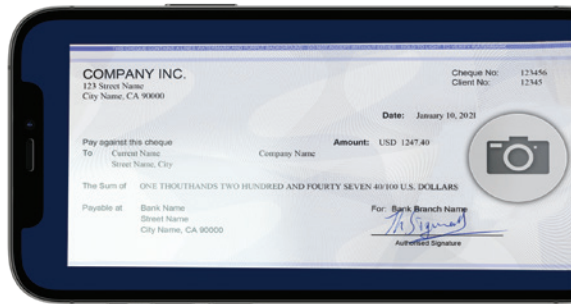 COMPANY INC.
123 Street Name
City Name, CA 90000
Cheque No: 123456
Client No: 12345
Date: January 10, 2021
Pay against this cheque
Amount: USD 1247.40
To Current Name Company Name
Street Name, City
The Sum of ONE THOUTHANDS TWO HUNDRED AND FOURTY SEVEN 40/100 U.S. DOLLARS
Payable at Bank Name
Street Name
City Name, CA 90000
For: Bank Branch Name
Authorised Signature